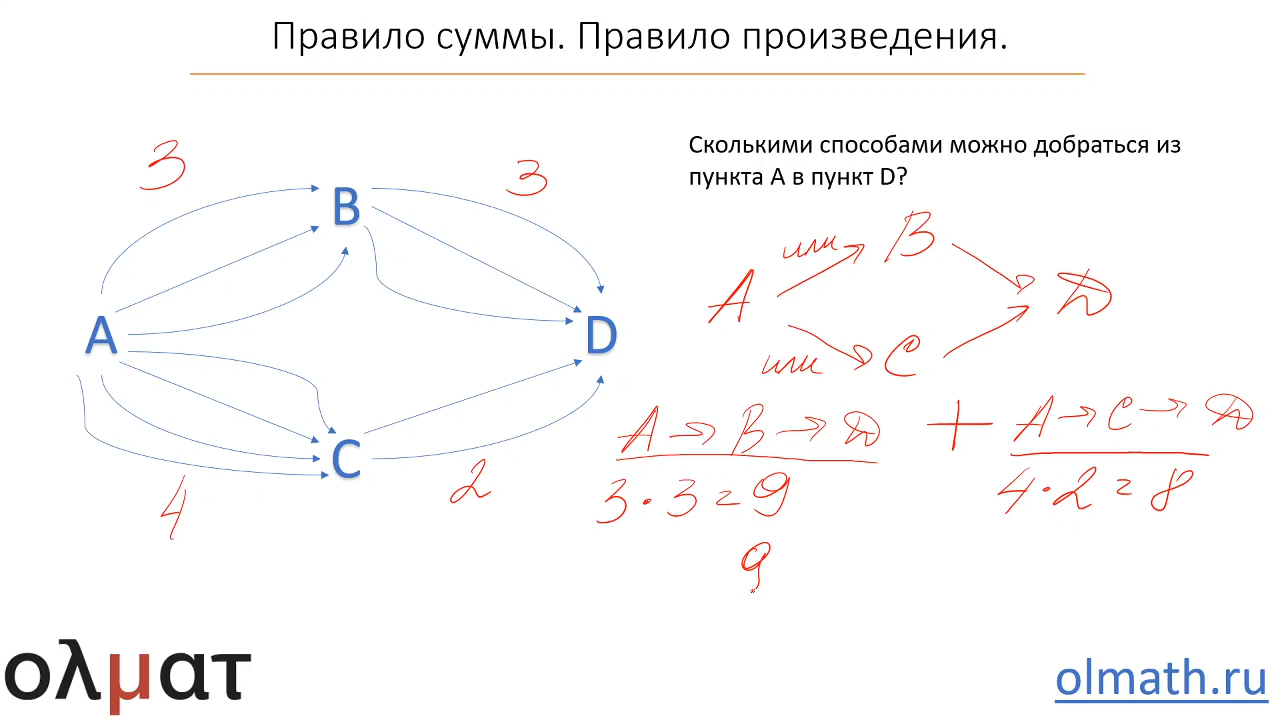 Правило суммы. Правило произведения.
Сколькими способами можно добраться из
пункта A в пункт D?
3
3
B
A
D
C
4
2
или
B
A
D
или
C
A → B → D + A → C → D
3 · 3 = 9
4 · 2 = 8
9
ολματ
olmath.ru